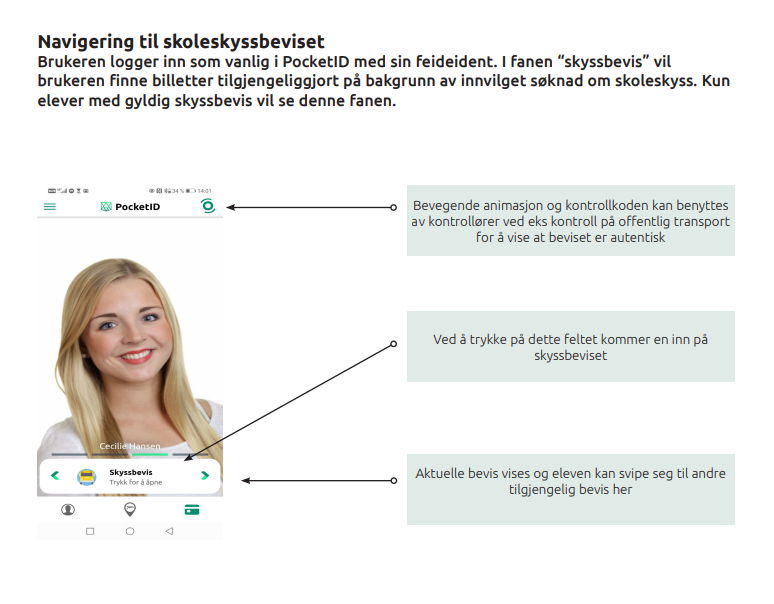 Navigering til skoleskyssbeviset
Brukeren logger inn som vanlig i PocketID med sin feideident. I fanen “skyssbevis” vil
brukeren finne billetter tilgjengeliggjort på bakgrunn av innvilget søknad om skoleskyss. Kun
elever med gyldig skyssbevis vil se denne fanen.
34 % 14:01
PocketID
Bevegende animasjon og kontrollkoden kan benyttes
av kontrollører ved eks kontroll på offentlig transport
for å vise at beviset er autentisk
Ved å trykke på dette feltet kommer en inn på
skyssbeviset
Cecilie Hansen
Skyssbevis
Trykk for å åpne
Aktuelle bevis vises og eleven kan svipe seg til andre
tilgjengelig bevis her